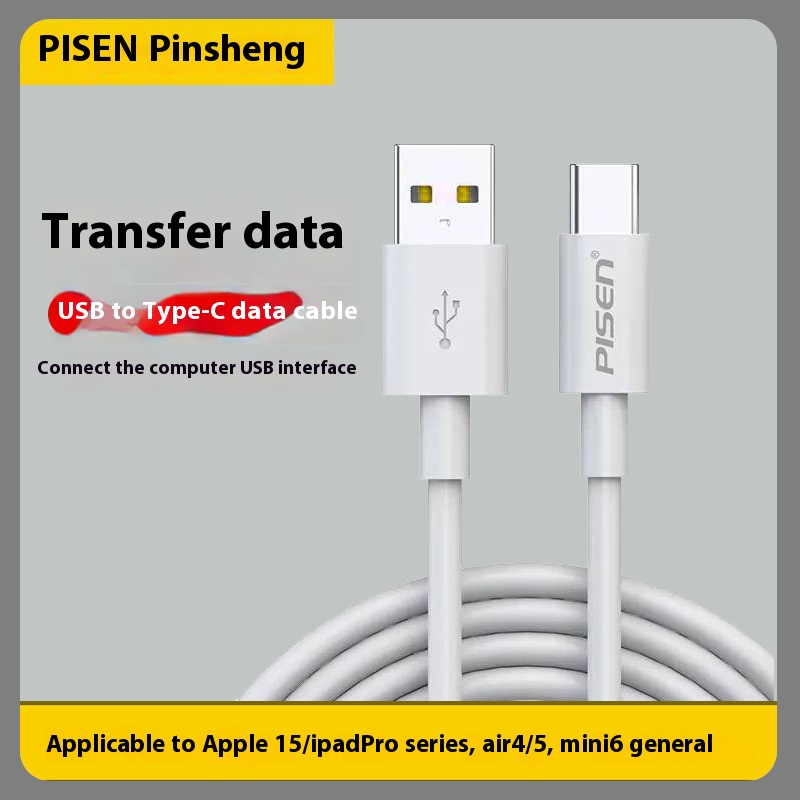 PISEN Pinsheng
Transfer data
USB to Type-C data cable
Connect the computer USB interface
PISEN®
Applicable to Apple 15/ipadPro series, air4/5, mini6 general